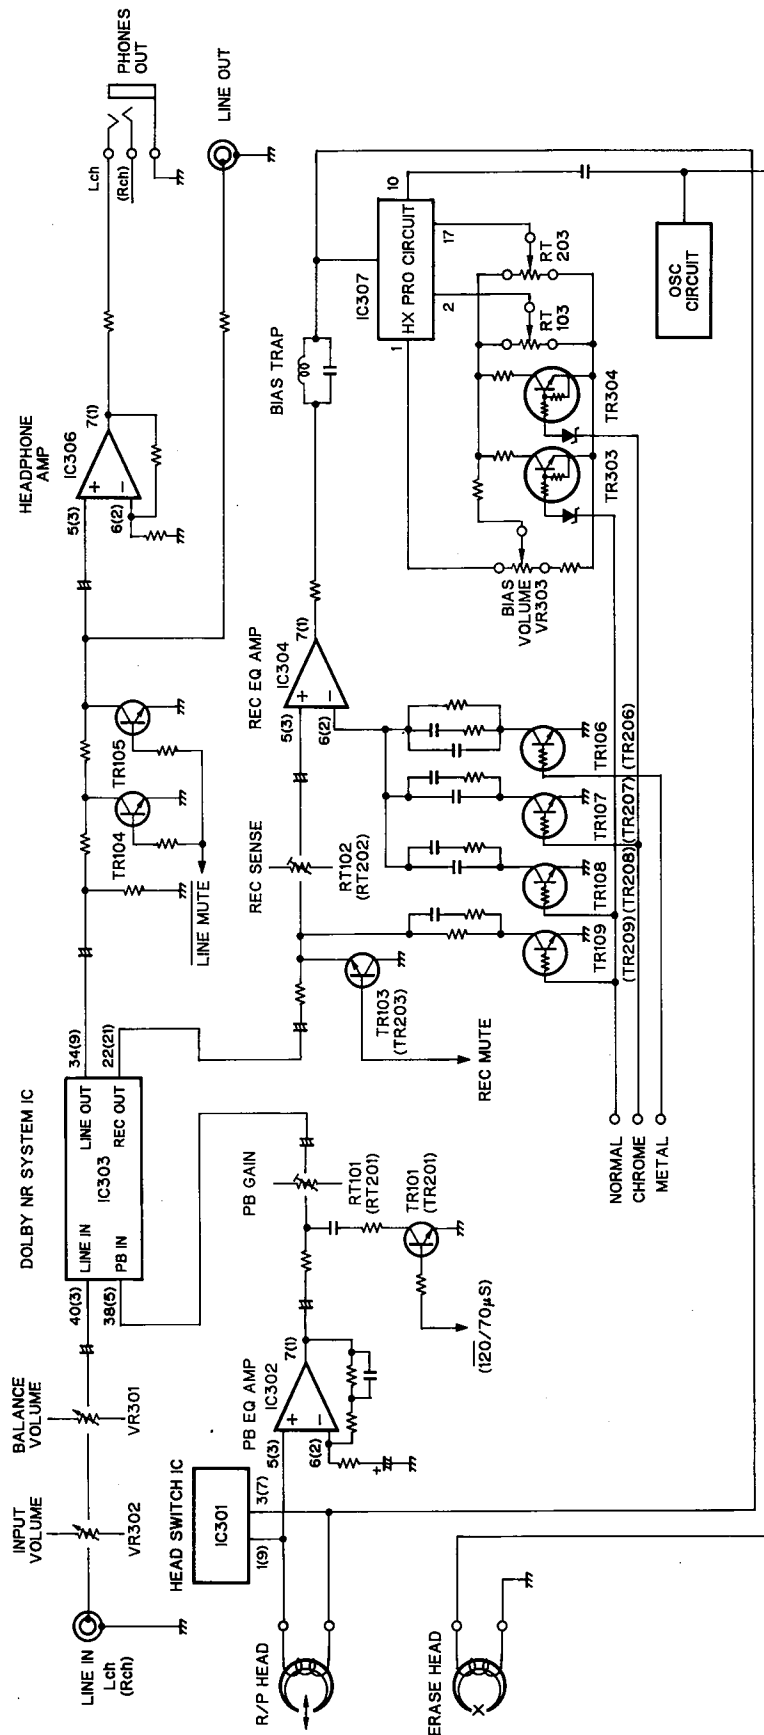 LINE IN
Lch
(Rch)
INPUT
VOLUME
VR302
BALANCE
VOLUME
VR301
DOLBY NR SYSTEM IC
40(3)
38(5)
LINE IN
PB IN
IC303
LINE OUT
REC OUT
34(9)
22(21)
LINE MUTE
TR104
TR105
HEADPHONE
AMP
IC306
5(3)
6(2)
7(1)
+
−
Lch
(Rch)
PHONES
OUT
LINE OUT
R/P HEAD
HEAD SWITCH IC
IC301
1(9)
3(7)
PB EQ AMP
IC302
5(3)
6(2)
7(1)
+
−
+
PB GAIN
RT101
(RT201)
TR101
(TR201)
(120/70µS)
REC MUTE
TR103
(TR203)
REC SENSE
RT102
(RT202)
REC EQ AMP
IC304
5(3)
6(2)
7(1)
+
−
BIAS TRAP
IC307
HX PRO CIRCUIT
1
2
17
10
RT
103
RT
203
BIAS
VOLUME
VR303
TR303
TR304
OSC
CIRCUIT
TR109
(TR209)
TR108
(TR208)
TR107
(TR207)
TR106
(TR206)
NORMAL
CHROME
METAL
ERASE HEAD